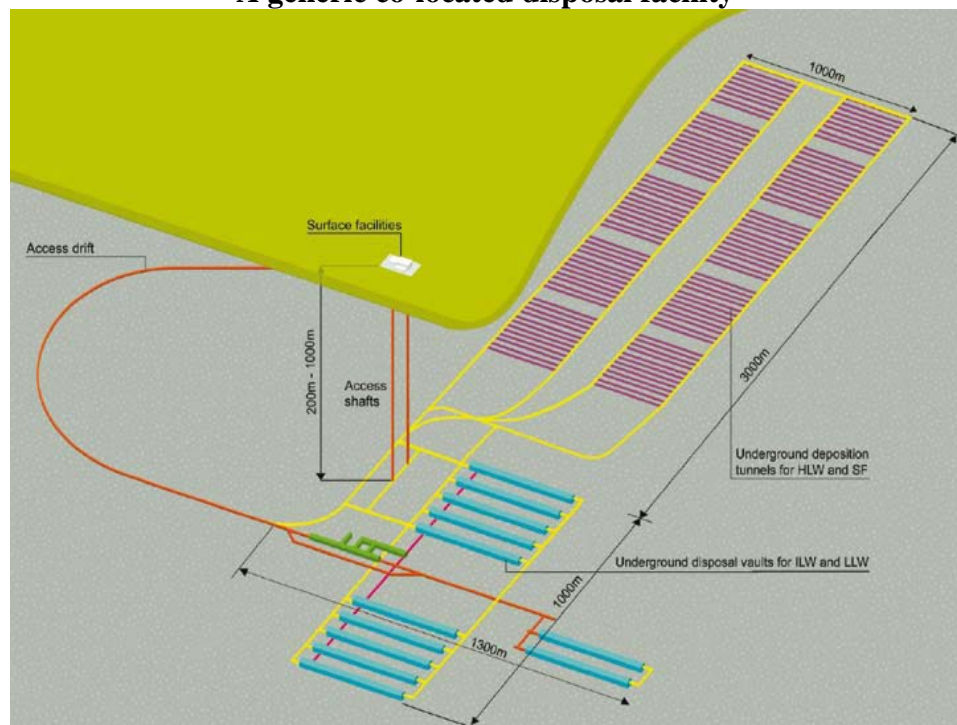 A generic co-located disposal facility
1000m
Surface facilities
Access drift
200m - 1000m
Access
shafts
3000m
Underground deposition
tunnels for HLW and SF
Underground disposal vaults for ILW and LLW
1000m
1300m